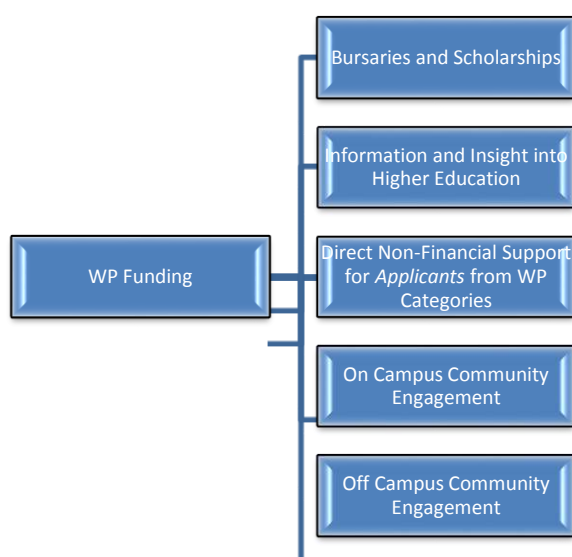 Bursaries and Scholarships
Information and Insight into
Higher Education
WP Funding
Direct Non-Financial Support
for Applicants from WP
Categories
On Campus Community
Engagement
Off Campus Community
Engagement